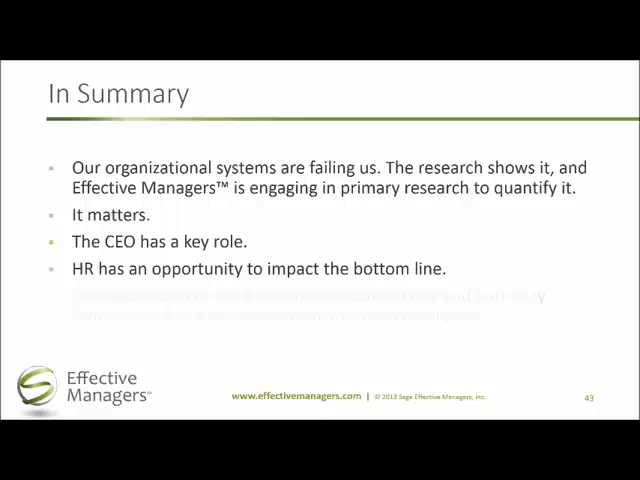 In Summary
Our organizational systems are failing us. The research shows it, and
Effective Managers™ is engaging in primary research to quantify it.
It matters.
The CEO has a key role.
HR has an opportunity to impact the bottom line.
Effective
Managers™
www.effectivemanagers.com | © 2013 Sage Effective Managers, Inc.
43